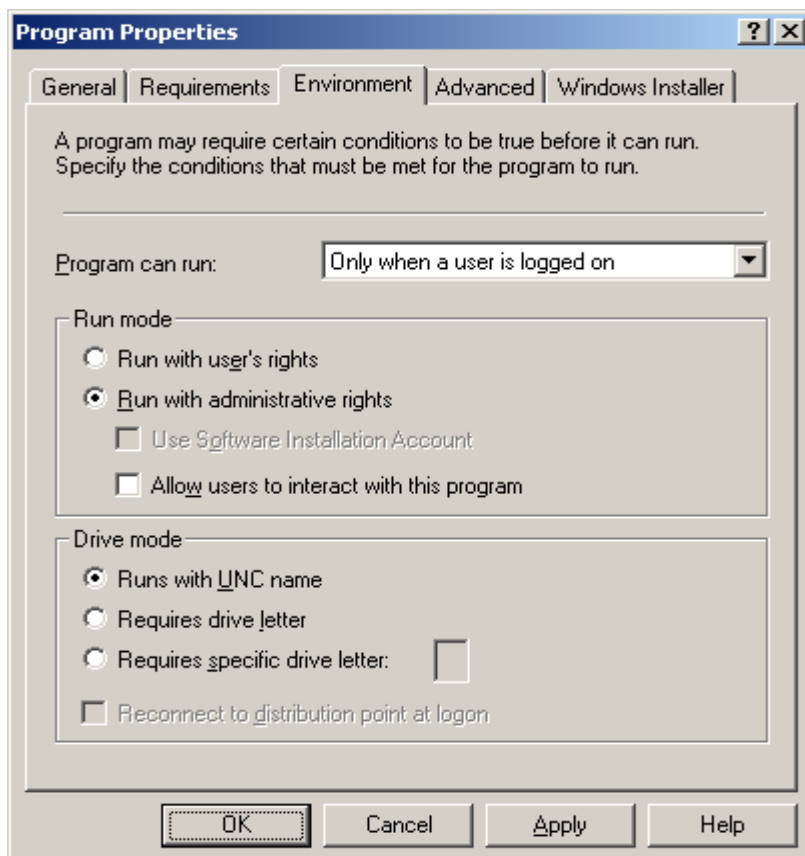 Program Properties
General Requirements Environment Advanced Windows Installer
A program may require certain conditions to be true before it can run.
Specify the conditions that must be met for the program to run.
Program can run: Only when a user is logged on
Run mode
Run with user's rights
Run with administrative rights
Use Software Installation Account
Allow users to interact with this program
Drive mode
Runs with UNC name
Requires drive letter
Requires specific drive letter:
Reconnect to distribution point at logon
OK Cancel Apply Help